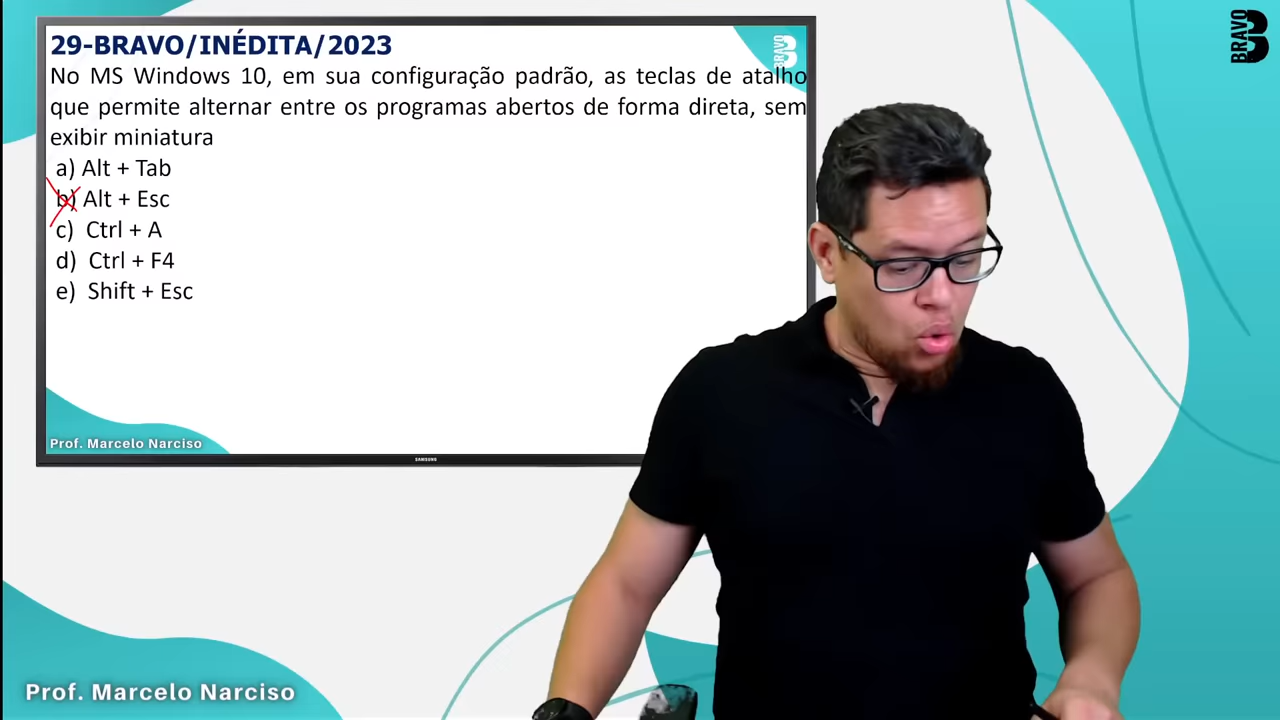 29-BRAVO/INÉDITA/2023
BRAVO
BRAVO
No MS Windows 10, em sua configuração padrão, as teclas de atalho
que permite alternar entre os programas abertos de forma direta, sem
exibir miniatura
a) Alt + Tab
b) Alt + Esc
c) Ctrl + A
d) Ctrl + F4
e) Shift + Esc
Prof. Marcelo Narciso
SAMSUNG
Prof. Marcelo Narciso